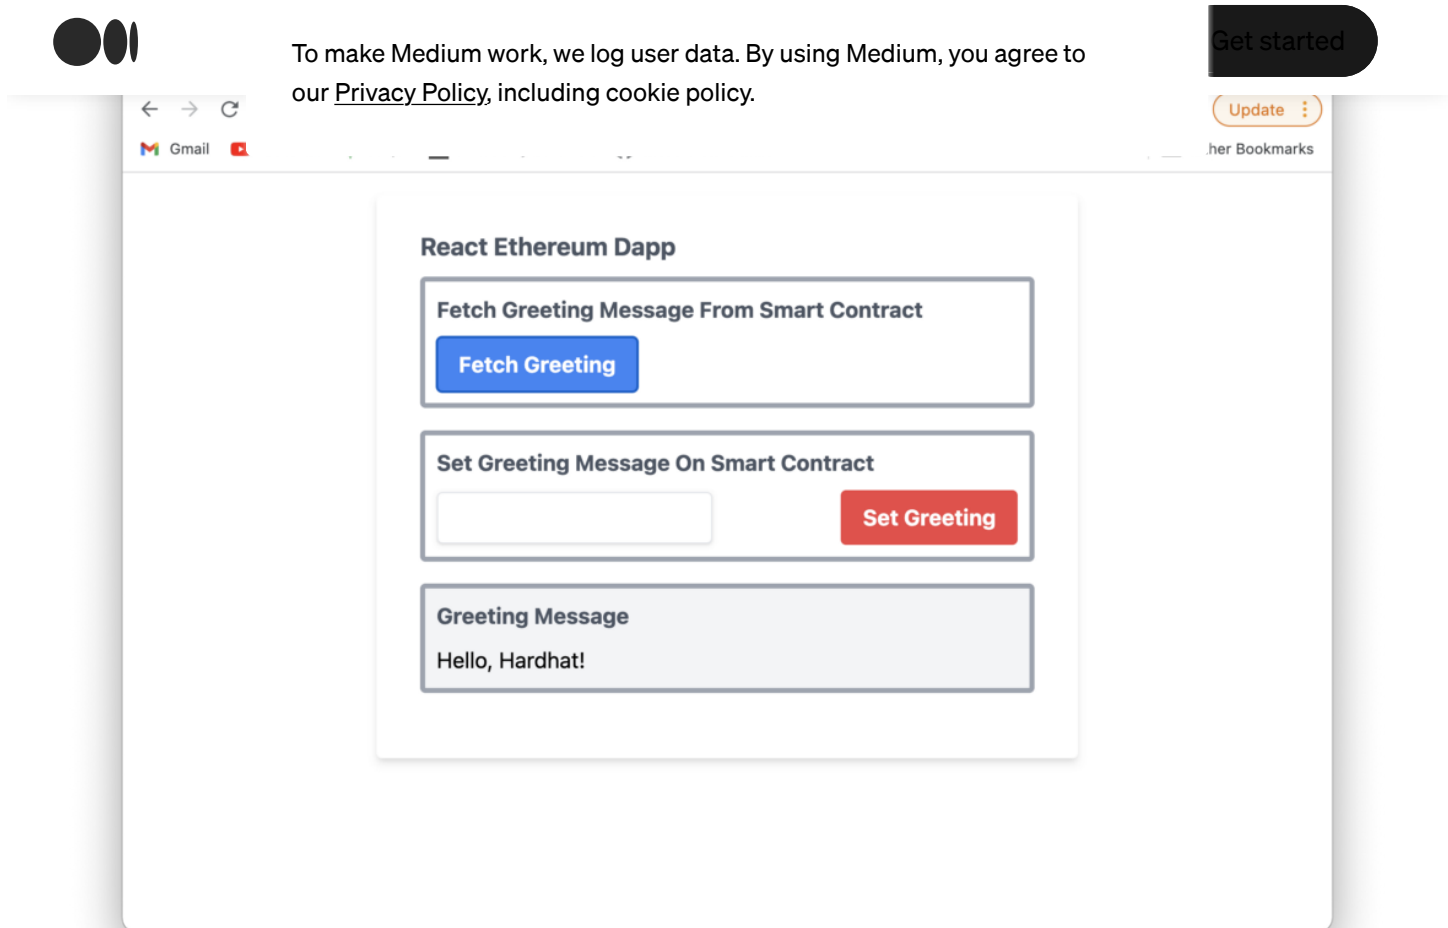 To make Medium work, we log user data. By using Medium, you agree to
our Privacy Policy, including cookie policy.
Get started
Update
Gmail
Bookmarks
React Ethereum Dapp
Fetch Greeting Message From Smart Contract
Fetch Greeting
Set Greeting Message On Smart Contract
Set Greeting
Greeting Message
Hello, Hardhat!